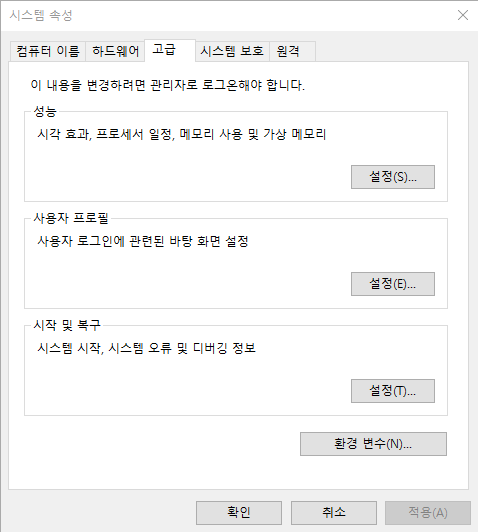 시스템 속성
컴퓨터 이름 하드웨어 고급 시스템 보호 원격
이 내용을 변경하려면 관리자로 로그온해야 합니다.
성능
시각 효과, 프로세서 일정, 메모리 사용 및 가상 메모리
설정(S)...
사용자 프로필
사용자 로그인에 관련된 바탕 화면 설정
설정(E)...
시작 및 복구
시스템 시작, 시스템 오류 및 디버깅 정보
설정(T)...
환경 변수(N)...
확인 취소 적용(A)